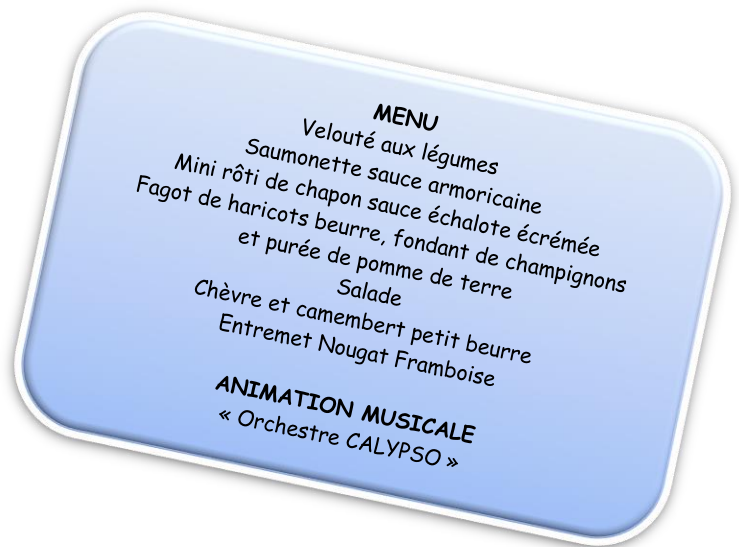 MENU
Velouté aux légumes
Saumonette sauce armoricaine
Mini rôti de chapon sauce échalote écrémée
Fagot de haricots beurre, fondant de champignons
et purée de pomme de terre
Salade
Chèvre et camembert petit beurre
Entremet Nougat Framboise
ANIMATION MUSICALE
« Orchestre CALYPSO »